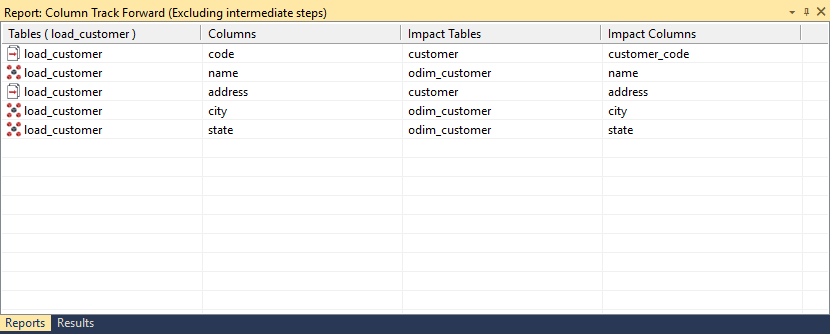 Report: Column Track Forward (Excluding intermediate steps)
Tables ( load_customer ) Columns Impact Tables Impact Columns
load_customer code customer customer_code
load_customer name odim_customer name
load_customer address customer address
load_customer city odim_customer city
load_customer state odim_customer state
Reports Results